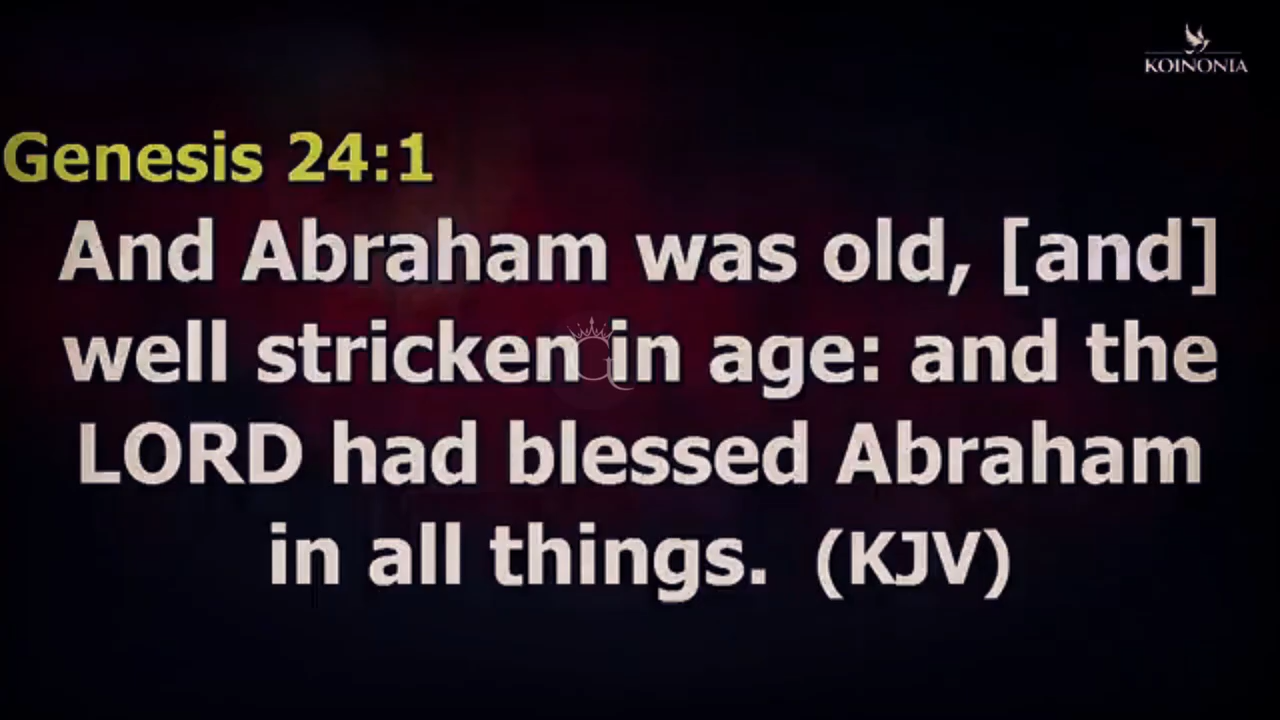 KOINONIA
Genesis 24:1
And Abraham was old, [and]
well stricken in age: and the
LORD had blessed Abraham
in all things. (KJV)